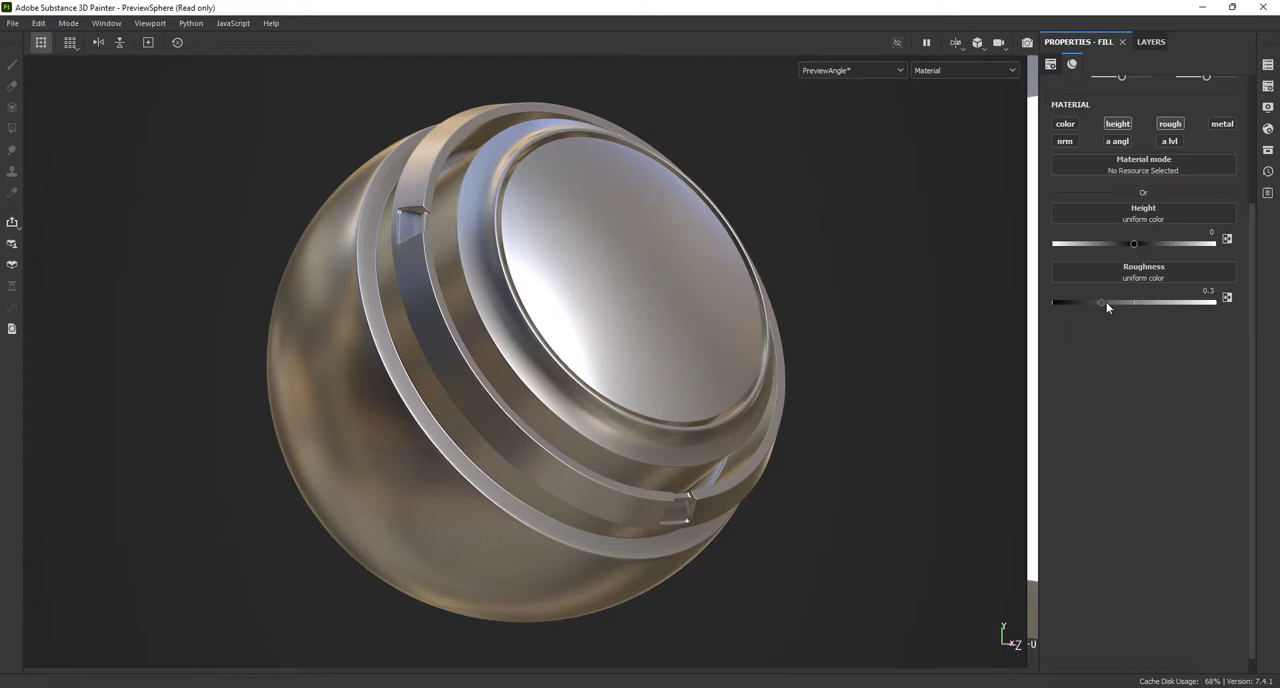 Adobe Substance 3D Painter - PreviewSphere (Read only)
File Edit Mode Window Viewport Python JavaScript Help
PROPERTIES - FILL LAYERS
PreviewAngle* Material
MATERIAL
color height rough metal
nrm a angl a lvl
Material mode
No Resource Selected
Or
Height
uniform color
0
Roughness
uniform color
0.3
Y
Z -U
Cache Disk Usage: 68% | Version: 7.4.1